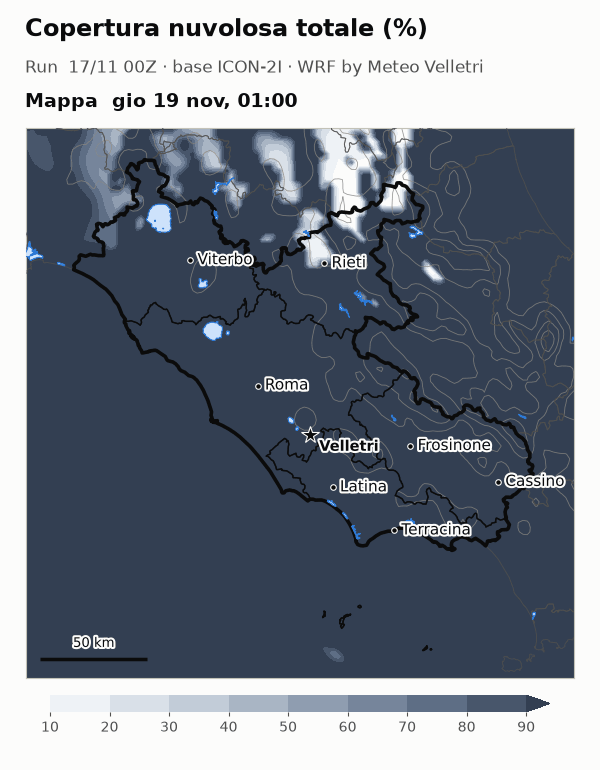 Copertura nuvolosa totale (%)
Run 17/11 00Z · base ICON-2I · WRF by Meteo Velletri
Mappa gio 19 nov, 01:00
Viterbo
Rieti
Roma
Velletri
Frosinone
Latina
Cassino
Terracina
50 km
10 20 30 40 50 60 70 80 90